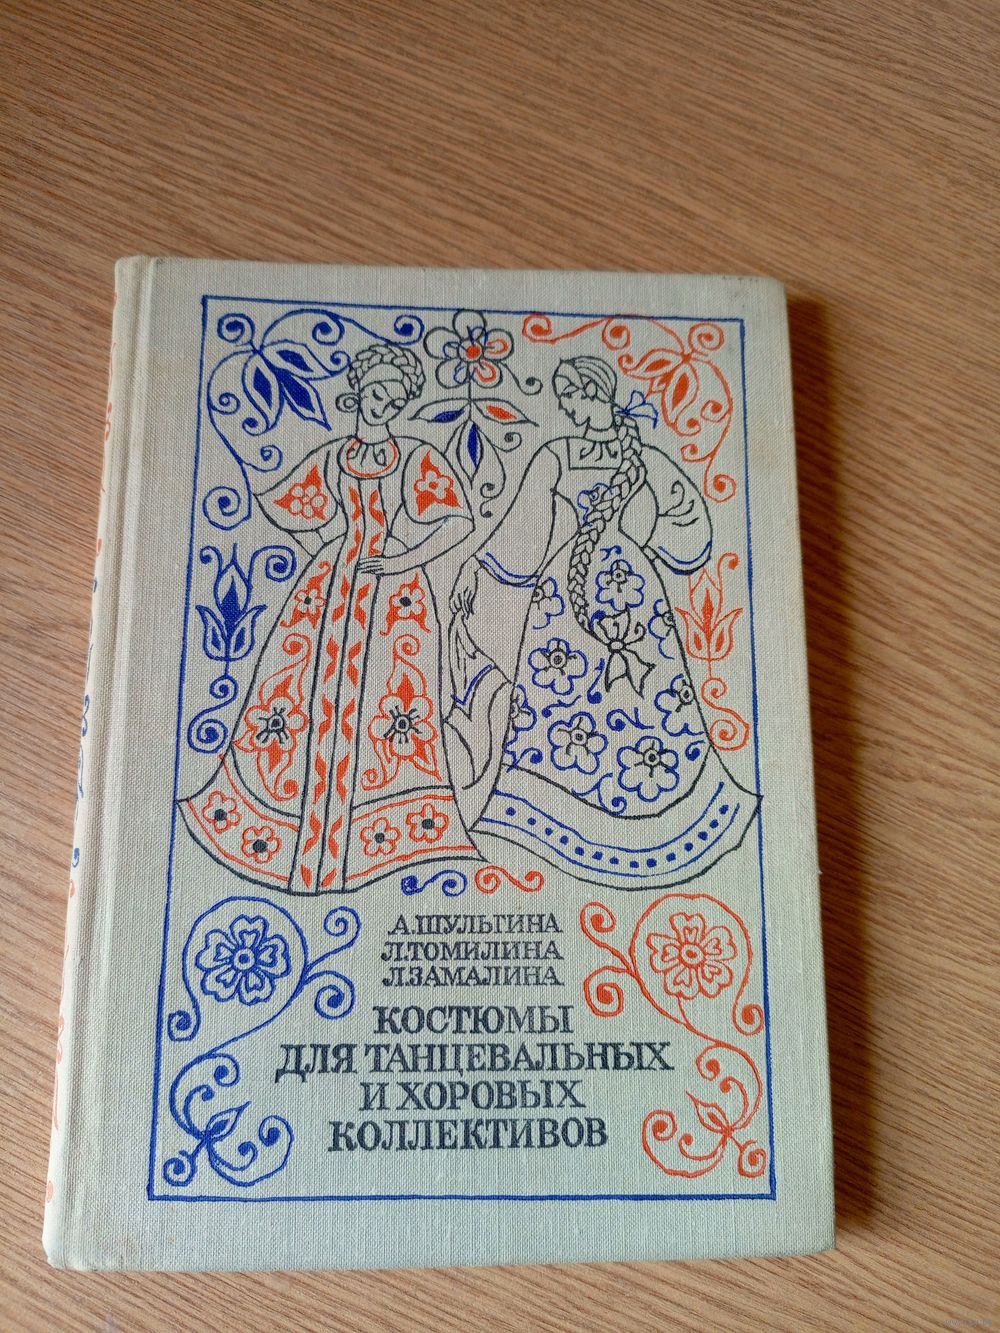 А.ШУЛЬГИНА
Л.ТОМИЛИНА
Л.ЗАМАЛИНА
КОСТЮМЫ
ДЛЯ ТАНЦЕВАЛЬНЫХ
И ХОРОВЫХ
КОЛЛЕКТИВОВ